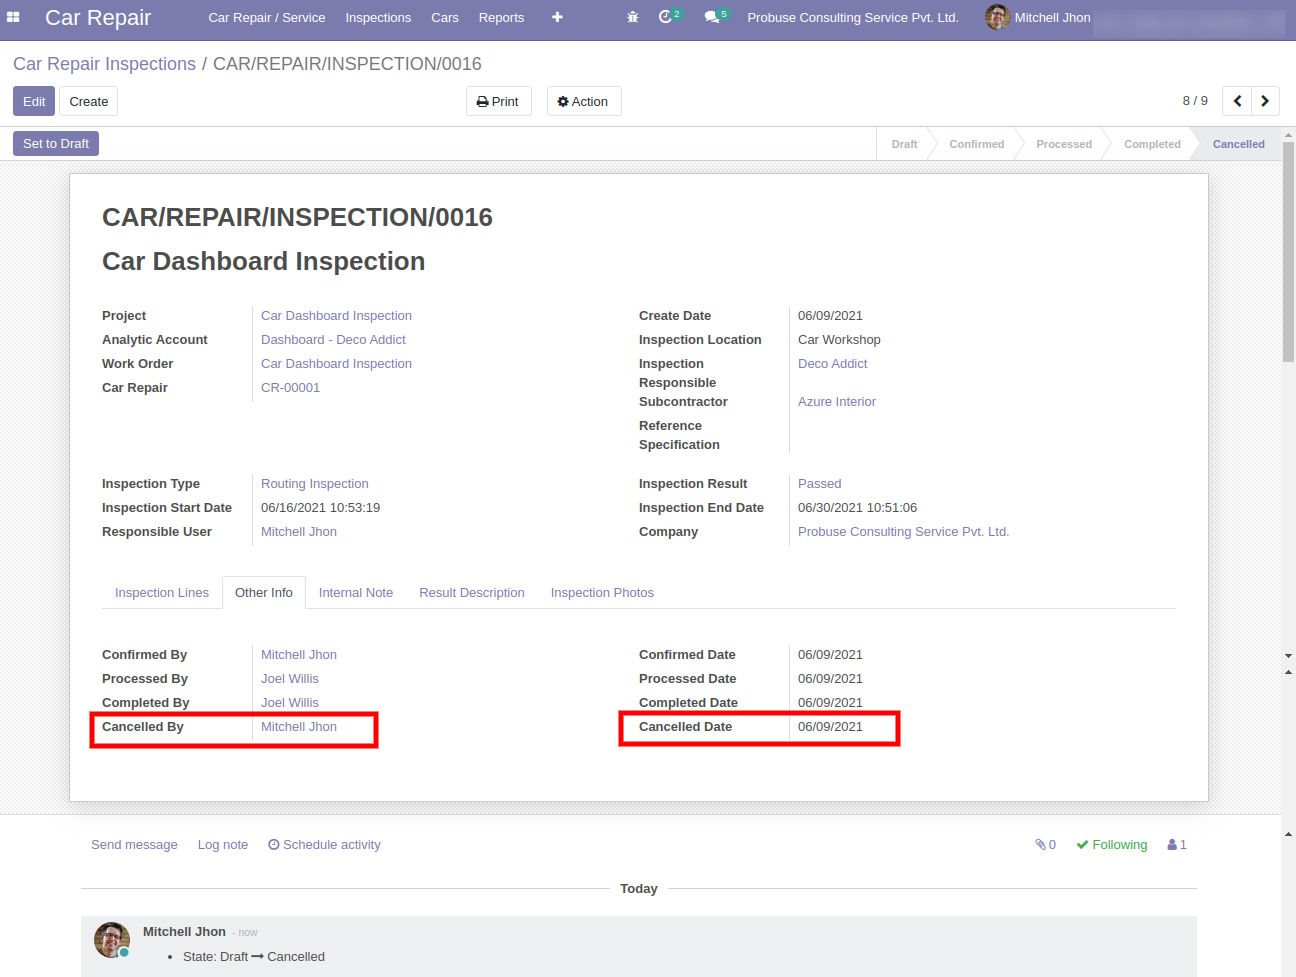 Car Repair Car Repair / Service Inspections Cars Reports 2 5 Probuse Consulting Service Pvt. Ltd. Mitchell Jhon
Car Repair Inspections / CAR/REPAIR/INSPECTION/0016
Edit Create Print Action 8 / 9
Set to Draft Draft Confirmed Processed Completed Cancelled
CAR/REPAIR/INSPECTION/0016
Car Dashboard Inspection
Project Car Dashboard Inspection
Analytic Account Dashboard - Deco Addict
Work Order Car Dashboard Inspection
Car Repair CR-00001
Create Date 06/09/2021
Inspection Location Car Workshop
Inspection Deco Addict
Responsible
Subcontractor Azure Interior
Reference
Specification
Inspection Type Routing Inspection
Inspection Start Date 06/16/2021 10:53:19
Responsible User Mitchell Jhon
Inspection Result Passed
Inspection End Date 06/30/2021 10:51:06
Company Probuse Consulting Service Pvt. Ltd.
Inspection Lines Other Info Internal Note Result Description Inspection Photos
Confirmed By Mitchell Jhon
Processed By Joel Willis
Completed By Joel Willis
Cancelled By Mitchell Jhon
Confirmed Date 06/09/2021
Processed Date 06/09/2021
Completed Date 06/09/2021
Cancelled Date 06/09/2021
Send message Log note Schedule activity 0 Following 1
Today
Mitchell Jhon - now
• State: Draft → Cancelled